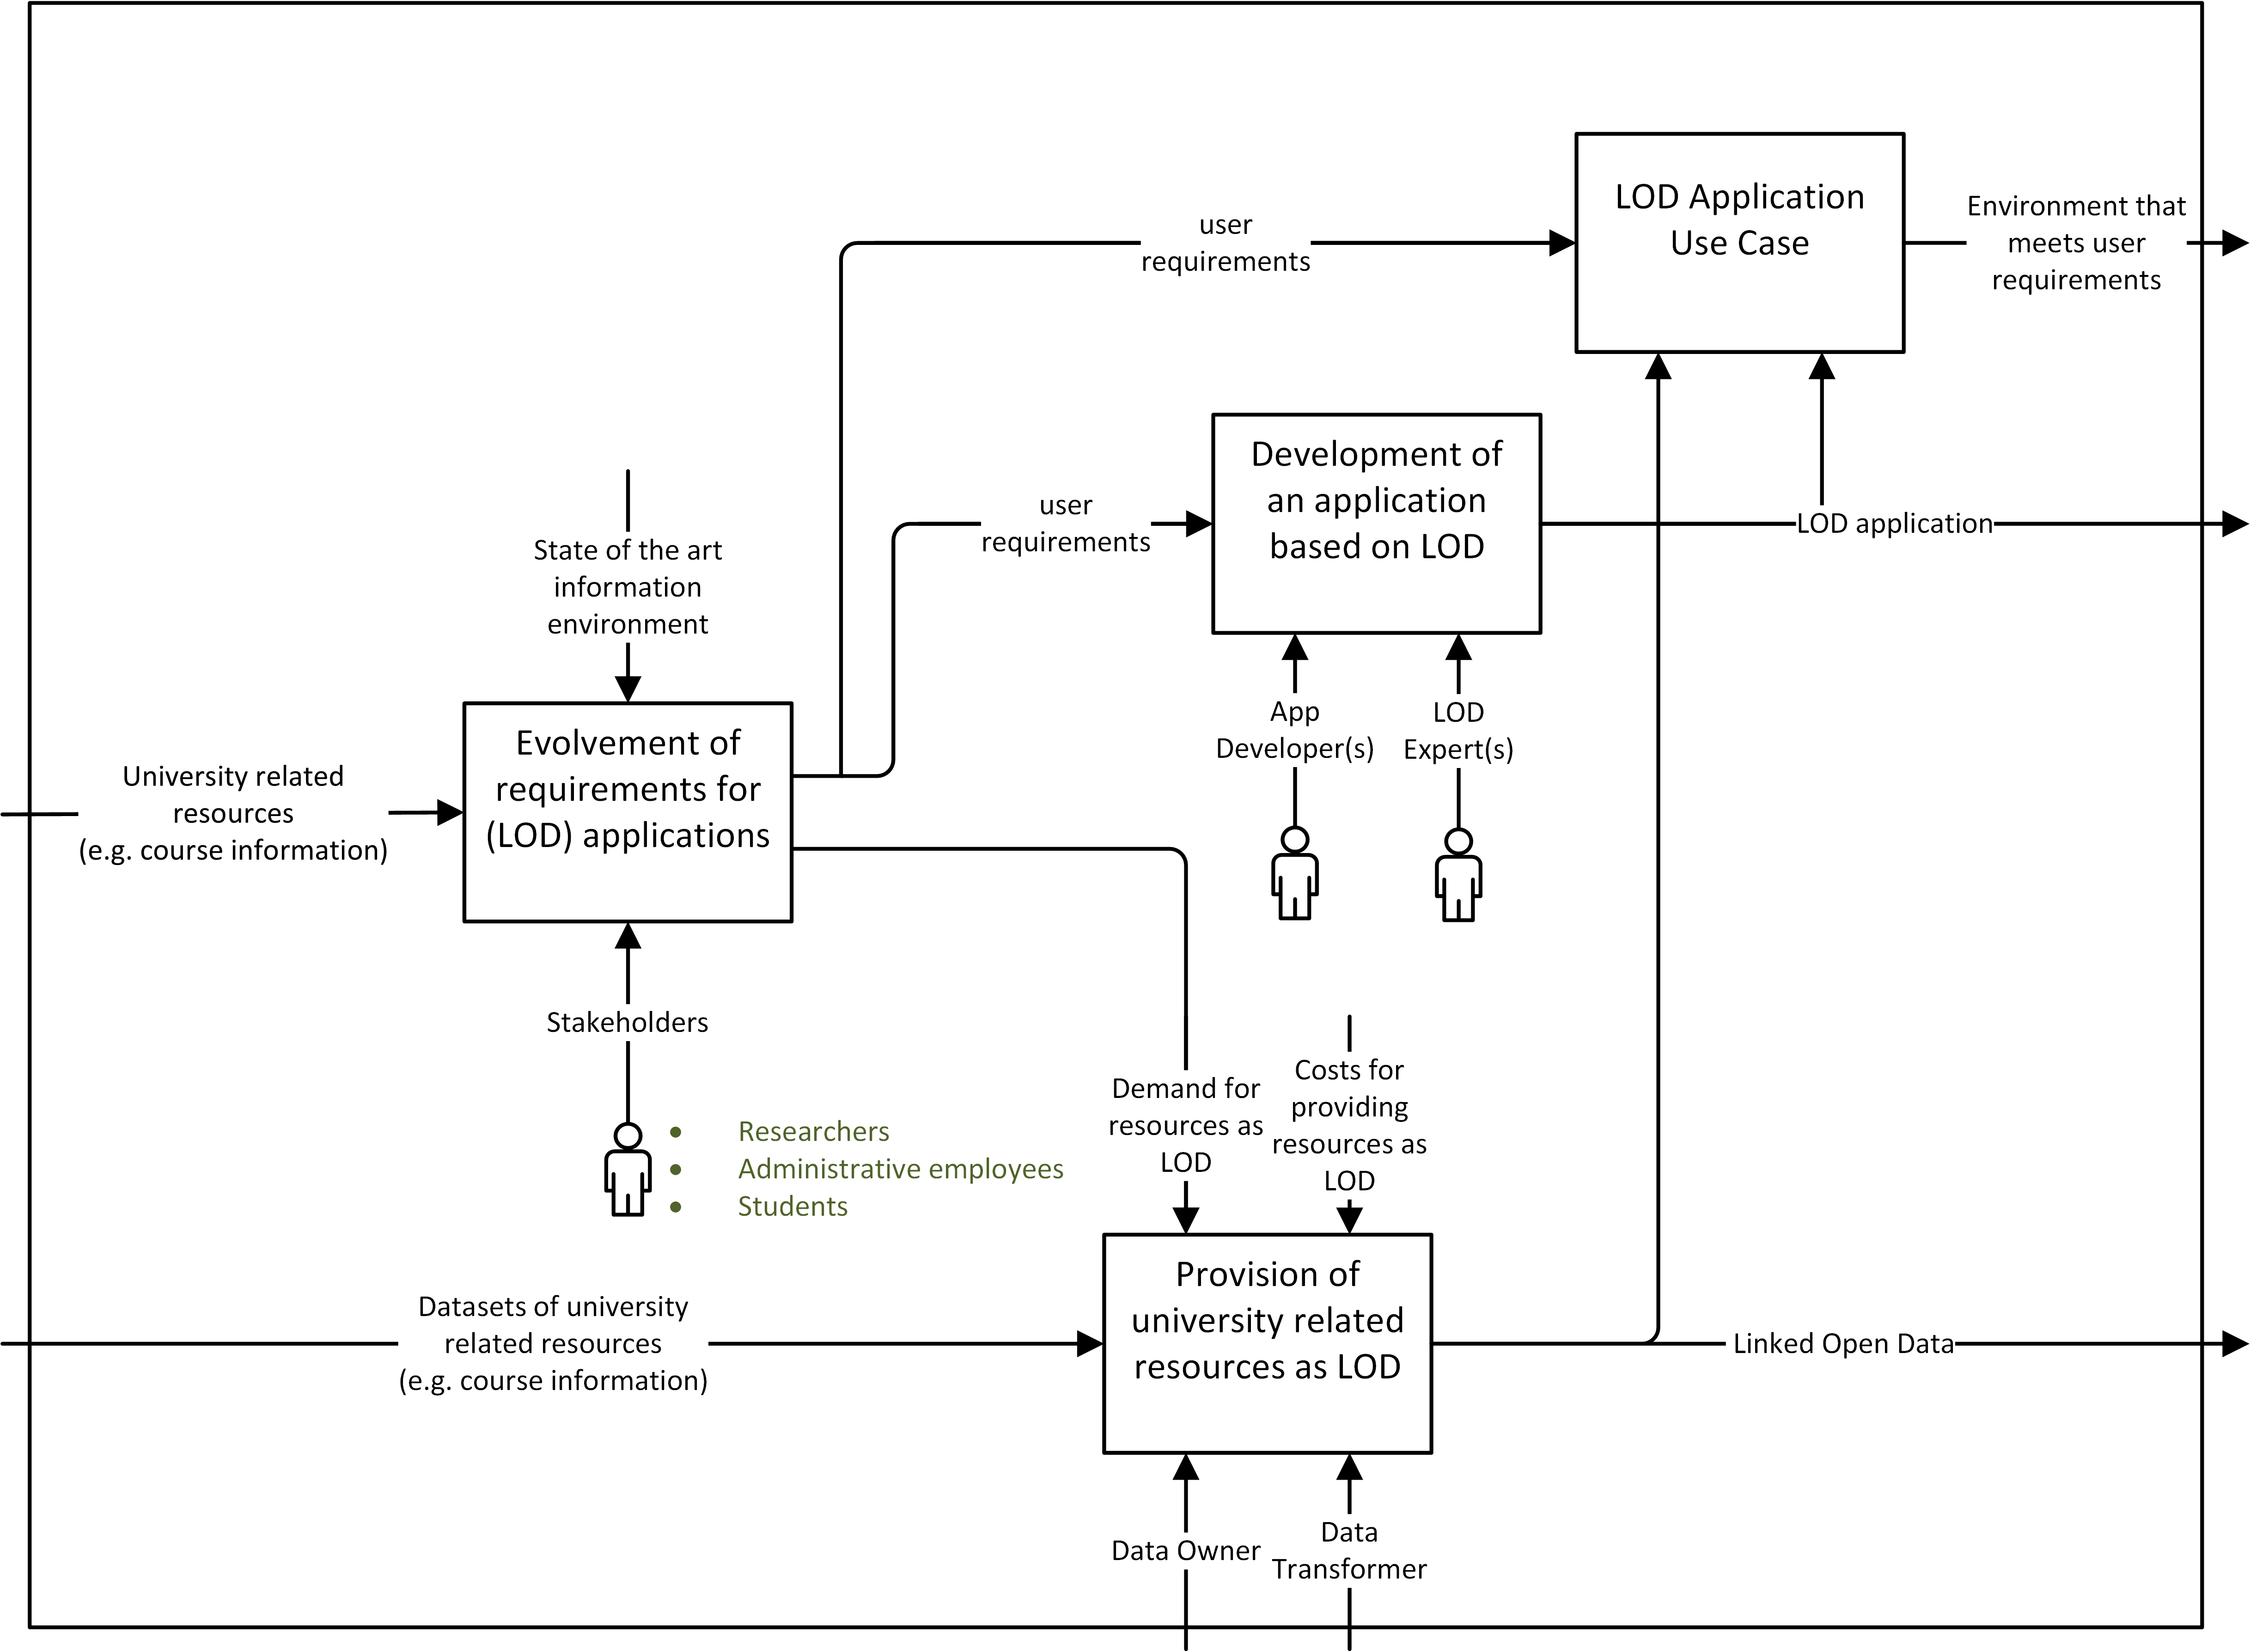 LOD Application
Use Case
Environment that
meets user
requirements
user
requirements
Development of
an application
based on LOD
user
requirements
LOD application
State of the art
information
environment
Evolvement of
requirements for
(LOD) applications
University related
resources
(e.g. course information)
App
Developer(s)
LOD
Expert(s)
Stakeholders
• Researchers
• Administrative employees
• Students
Demand for
resources as
LOD
Costs for
providing
resources as
LOD
Provision of
university related
resources as LOD
Datasets of university
related resources
(e.g. course information)
Linked Open Data
Data Owner
Data
Transformer